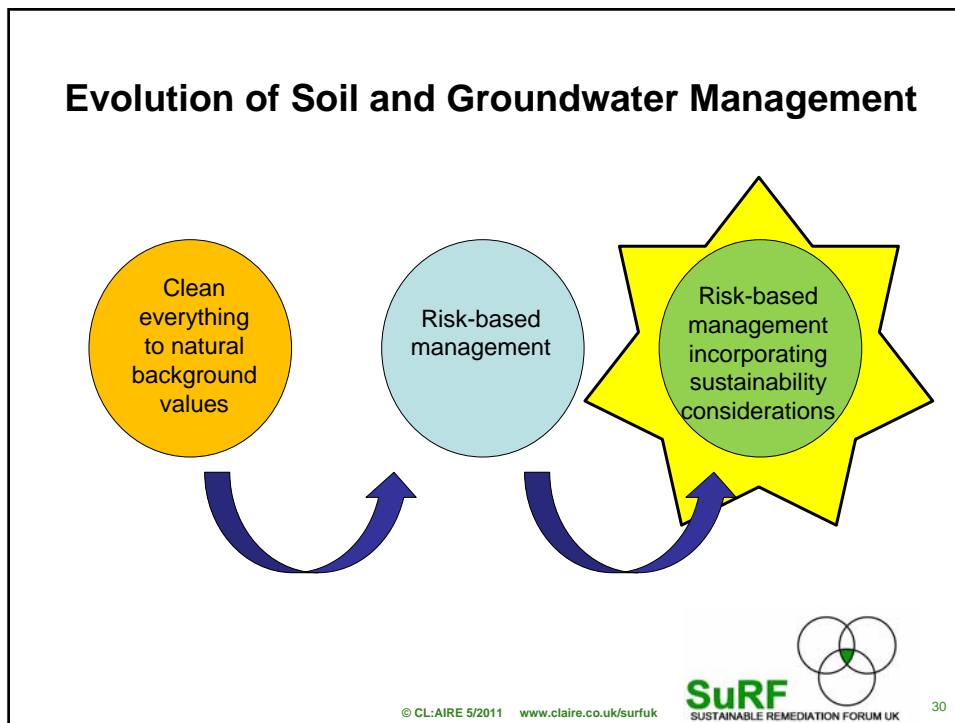 Evolution of Soil and Groundwater Management
Clean
everything
to natural
background
values
Risk-based
management
Risk-based
management
incorporating
sustainability
considerations
© CL:AIRE 5/2011 www.claire.co.uk/surfuk
SuRF
SUSTAINABLE REMEDIATION FORUM UK
30